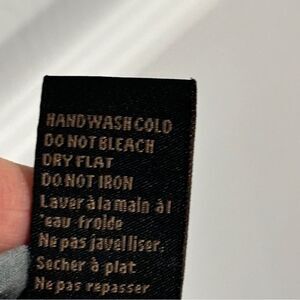 HANDWASH COLD
DO NOT BLEACH
DRY FLAT
DO NOT IRON
Laver à la main à l
'eau froide
Ne pas javelliser.
Secher à plat
Ne pas repasser